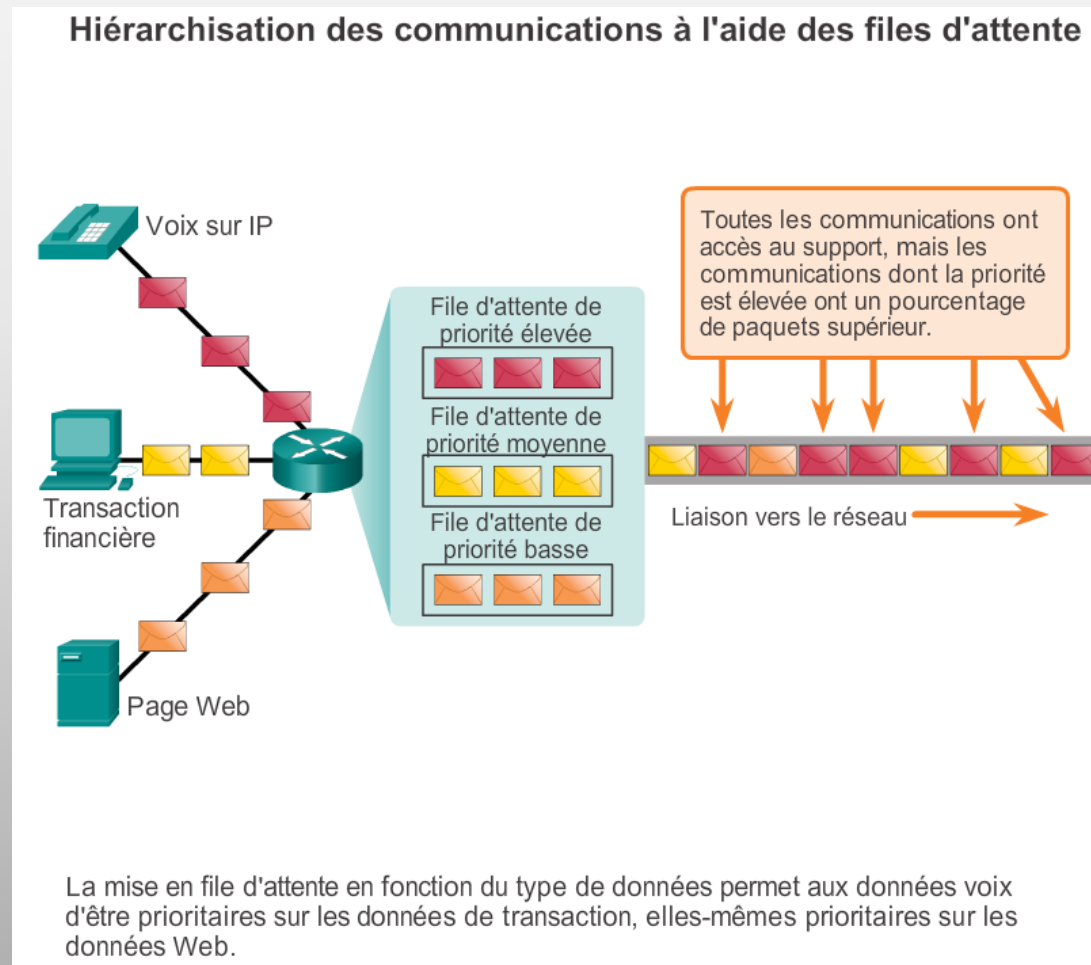 Hiérarchisation des communications à l'aide des files d'attente
Voix sur IP
Transaction
financière
Page Web
File d'attente de
priorité élevée
File d'attente de
priorité moyenne
File d'attente de
priorité basse
Toutes les communications ont
accès au support, mais les
communications dont la priorité
est élevée ont un pourcentage
de paquets supérieur.
Liaison vers le réseau
La mise en file d'attente en fonction du type de données permet aux données voix
d'être prioritaires sur les données de transaction, elles-mêmes prioritaires sur les
données Web.